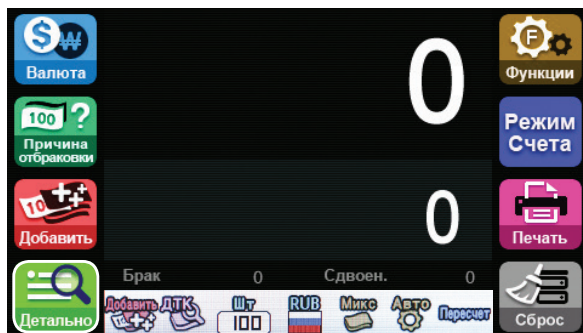 $₩
Валюта
100 ?
Причина
отбраковки
10
Добавить
Детально
0
0
Брак 0 Сдвоен. 0
Добавить ДТК Шт RUB Микс Авто Пересчет
100
F
Функции
Режим
Счета
Печать
Сброс